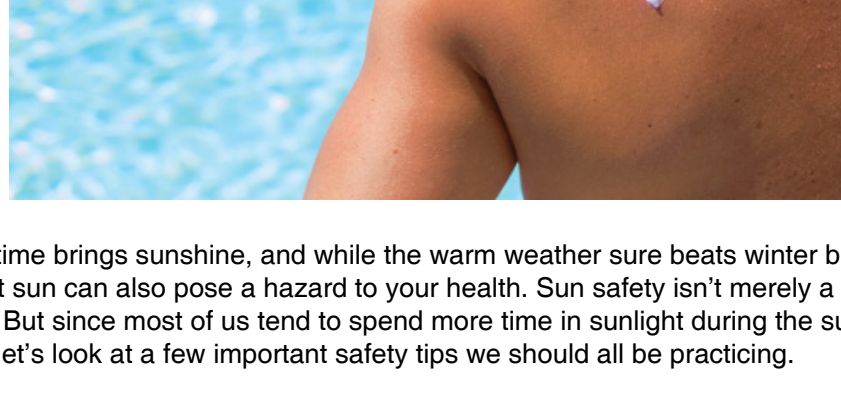 time brings sunshine, and while the warm weather sure beats winter
sun can also pose a hazard to your health. Sun safety isn’t merely a
But since most of us tend to spend more time in sunlight during the
let’s look at a few important safety tips we should all be practicing.